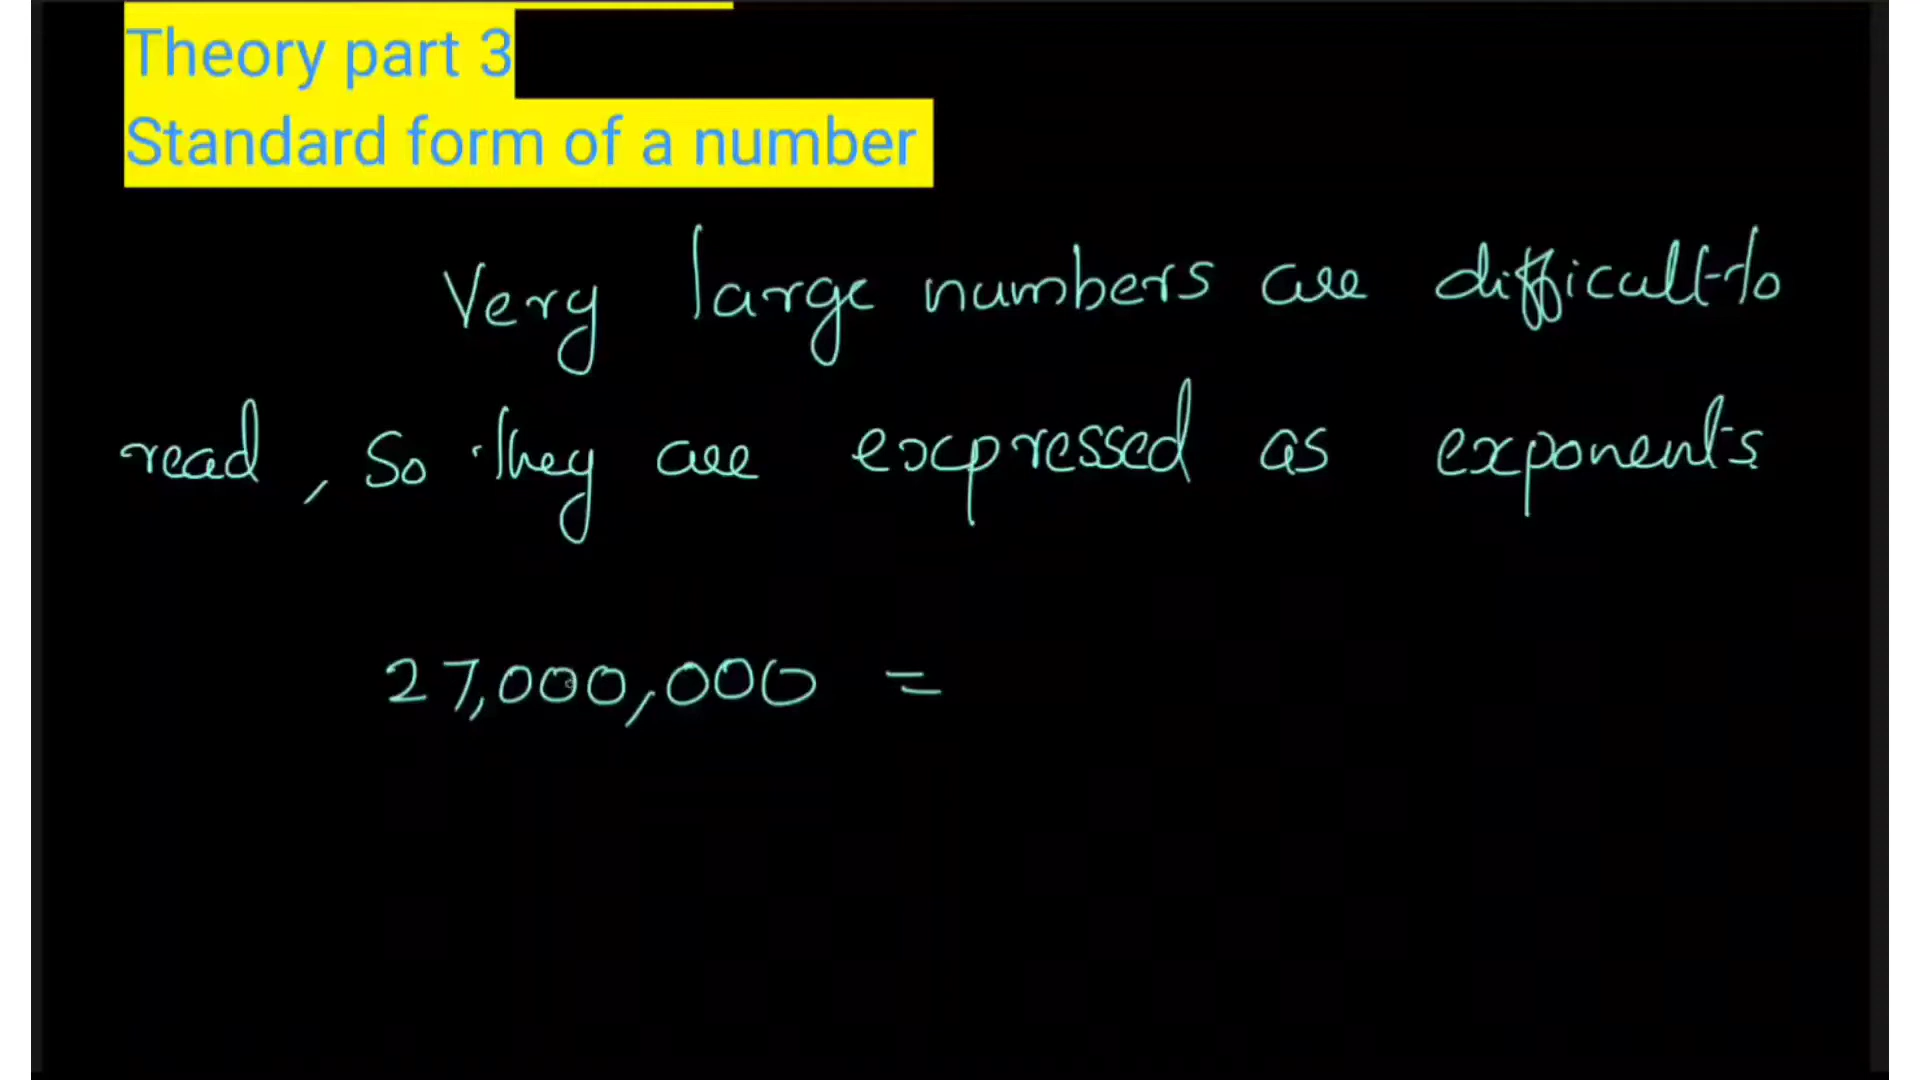 Theory part 3
Standard form of a number
Very large numbers are difficult to
read, so they are expressed as exponents
27,000,000 =